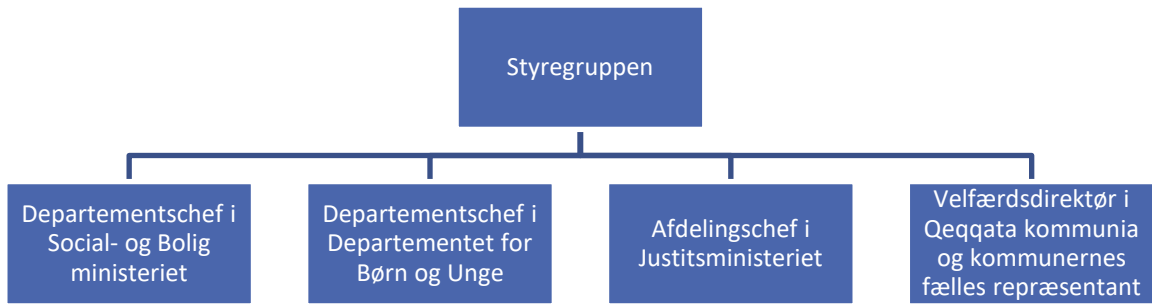 Styregruppen
Departementschef i
Social- og Bolig
ministeriet
Departementschef i
Departementet for
Børn og Unge
Afdelingschef i
Justitsministeriet
Velfærdsdirektør i
Qeqqata kommunia
og kommunernes
fælles repræsentant